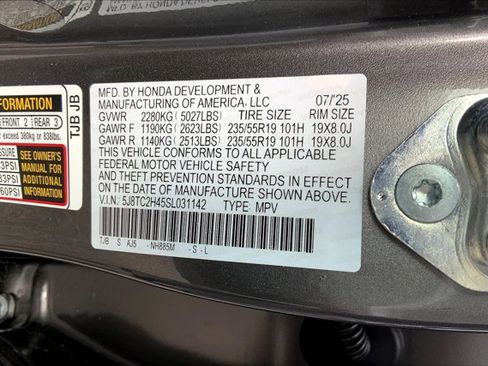 MFD. BY HONDA DEVELOPMENT &
MANUFACTURING OF AMERICA, LLC 07/25
GVWR 2280KG (5027LBS) TIRE SIZE RIM SIZE
GAWR F 1190KG (2623LBS) 235/55R19 101H 19X8.0J
GAWR R 1140KG (2513LBS) 235/55R19 101H 19X8.0J
THIS VEHICLE CONFORMS TO ALL APPLICABLE
FEDERAL MOTOR VEHICLE SAFETY
AND THEFT PREVENTION STANDARDS IN EFFECT
ON THE DATE OF MANUFACTURE SHOWN ABOVE.
V.I.N.: 5J8TC2H45SL031142 TYPE MPV
TJB S AJ5 -NH885M -S-L
FORMATION
FRONT 2 REAR 3
exceed 380kg or 838lbs.
SEE OWNER'S
MANUAL FOR
ADDITIONAL
INFORMATION
TJB JB